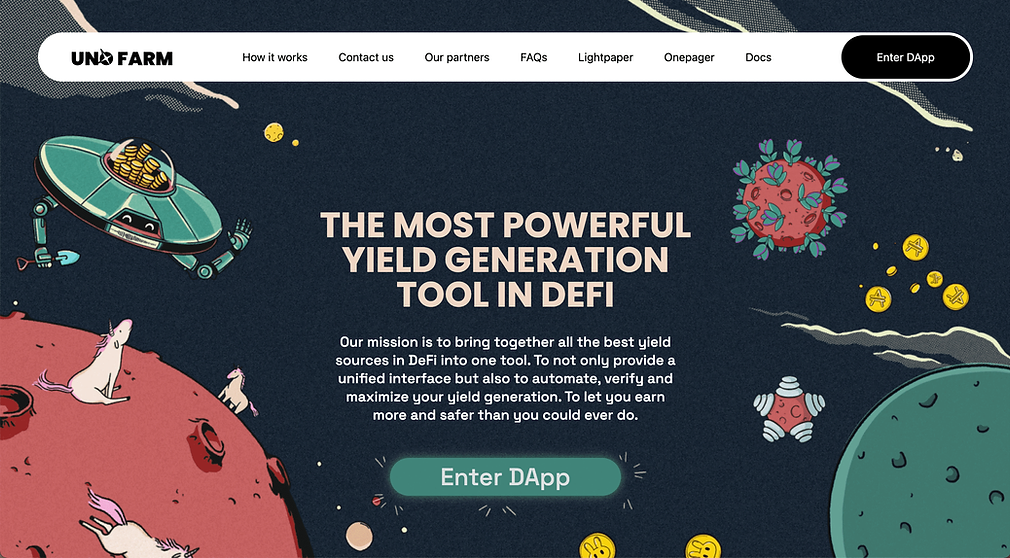 UNO FARM
How it works
Contact us
Our partners
FAQs
Lightpaper
Onepager
Docs
Enter DApp
THE MOST POWERFUL
YIELD GENERATION
TOOL IN DEFI
Our mission is to bring together all the best yield
sources in DeFi into one tool. To not only provide a
unified interface but also to automate, verify and
maximize your yield generation. To let you earn
more and safer than you could ever do.
Enter DApp